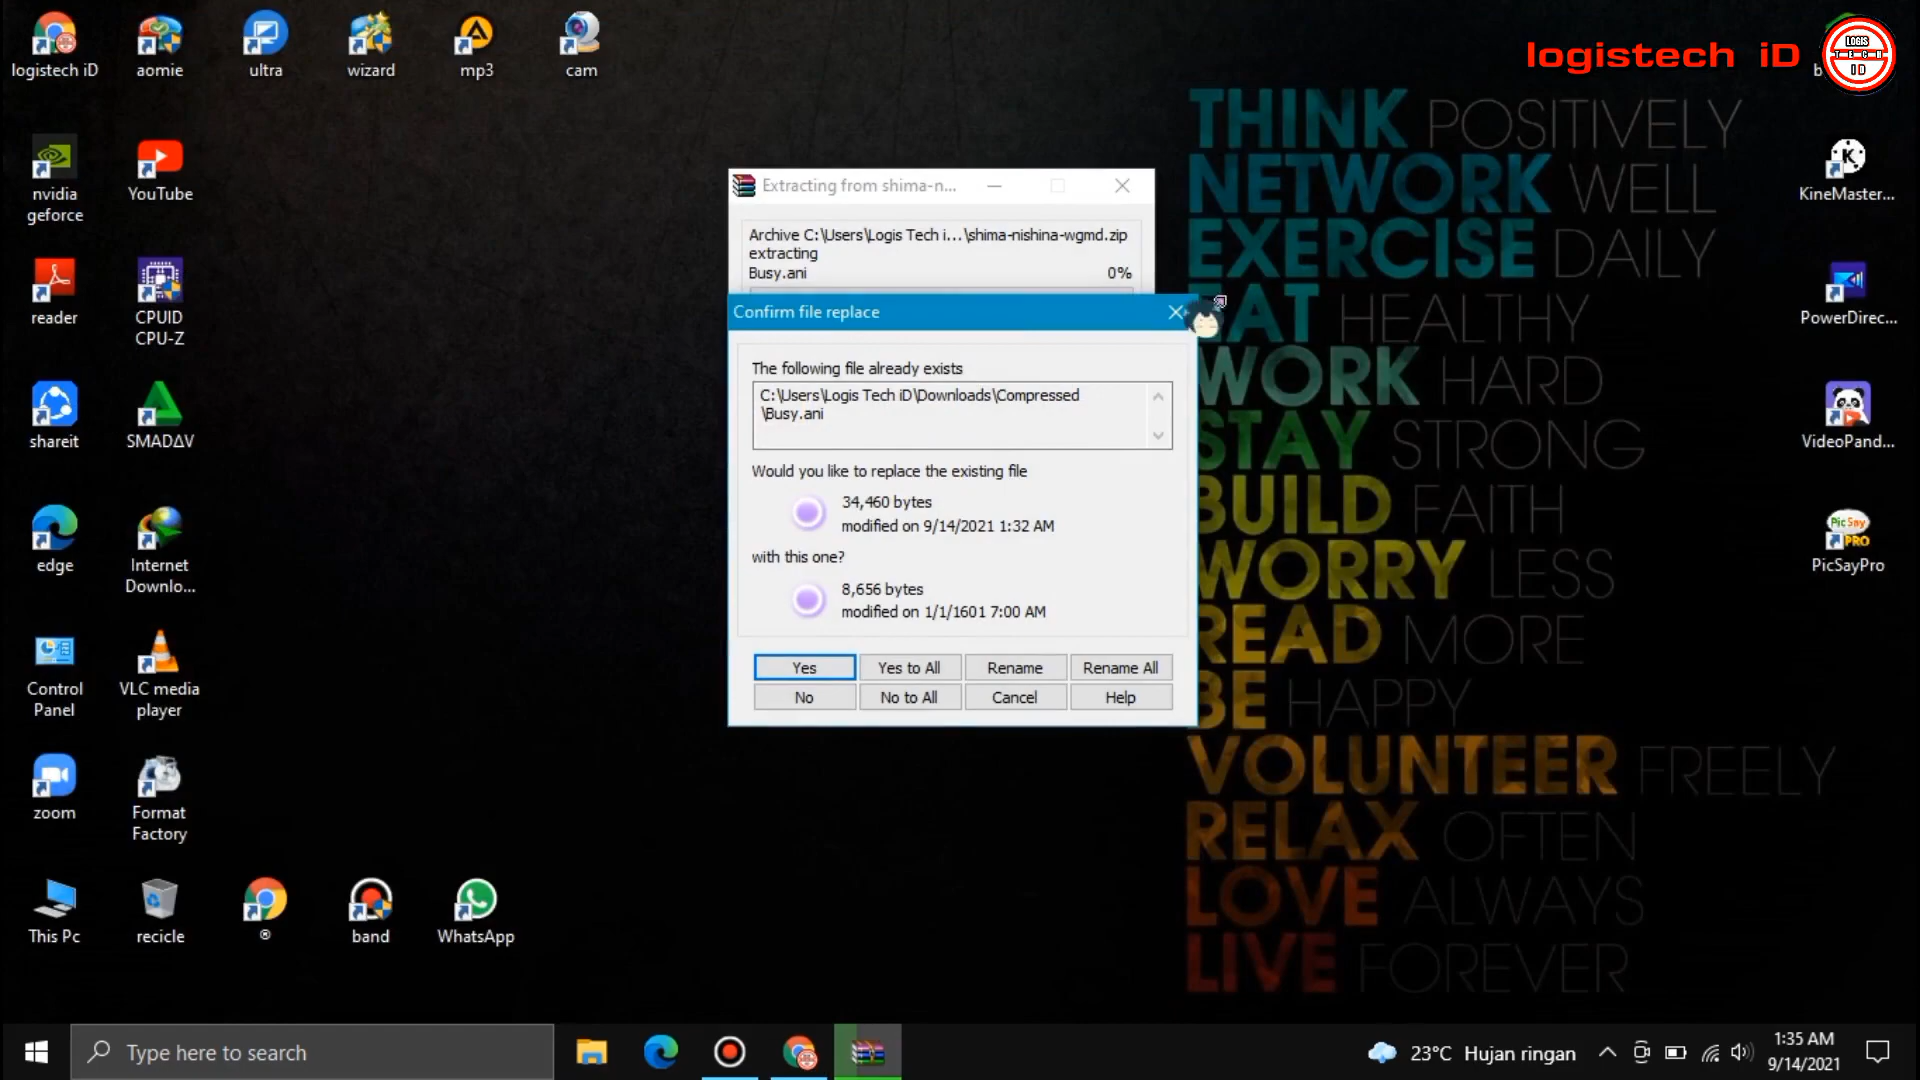 logistech iD
aomie
ultra
wizard
mp3
cam
logistech iD
LOGIS
TECH
ID
nvidia
geforce
YouTube
KineMaster...
reader
CPUID
CPU-Z
PowerDirec...
shareit
SMADΔV
VideoPand...
edge
Internet
Downlo...
PicSay
PRO
PicSayPro
Control
Panel
VLC media
player
zoom
Format
Factory
This Pc
recicle
®
band
WhatsApp
THINK POSITIVELY
NETWORK WELL
EXERCISE DAILY
EAT HEALTHY
WORK HARD
STAY STRONG
BUILD FAITH
WORRY LESS
READ MORE
BE HAPPY
VOLUNTEER FREELY
RELAX OFTEN
LOVE ALWAYS
LIVE FOREVER
Extracting from shima-n...
Archive C:\Users\Logis Tech i...\shima-nishina-wgmd.zip
extracting
Busy.ani 0%
Confirm file replace
The following file already exists
C:\Users\Logis Tech iD\Downloads\Compressed
\Busy.ani
Would you like to replace the existing file
34,460 bytes
modified on 9/14/2021 1:32 AM
with this one?
8,656 bytes
modified on 1/1/1601 7:00 AM
Yes Yes to All Rename Rename All
No No to All Cancel Help
Type here to search
23°C Hujan ringan
1:35 AM
9/14/2021